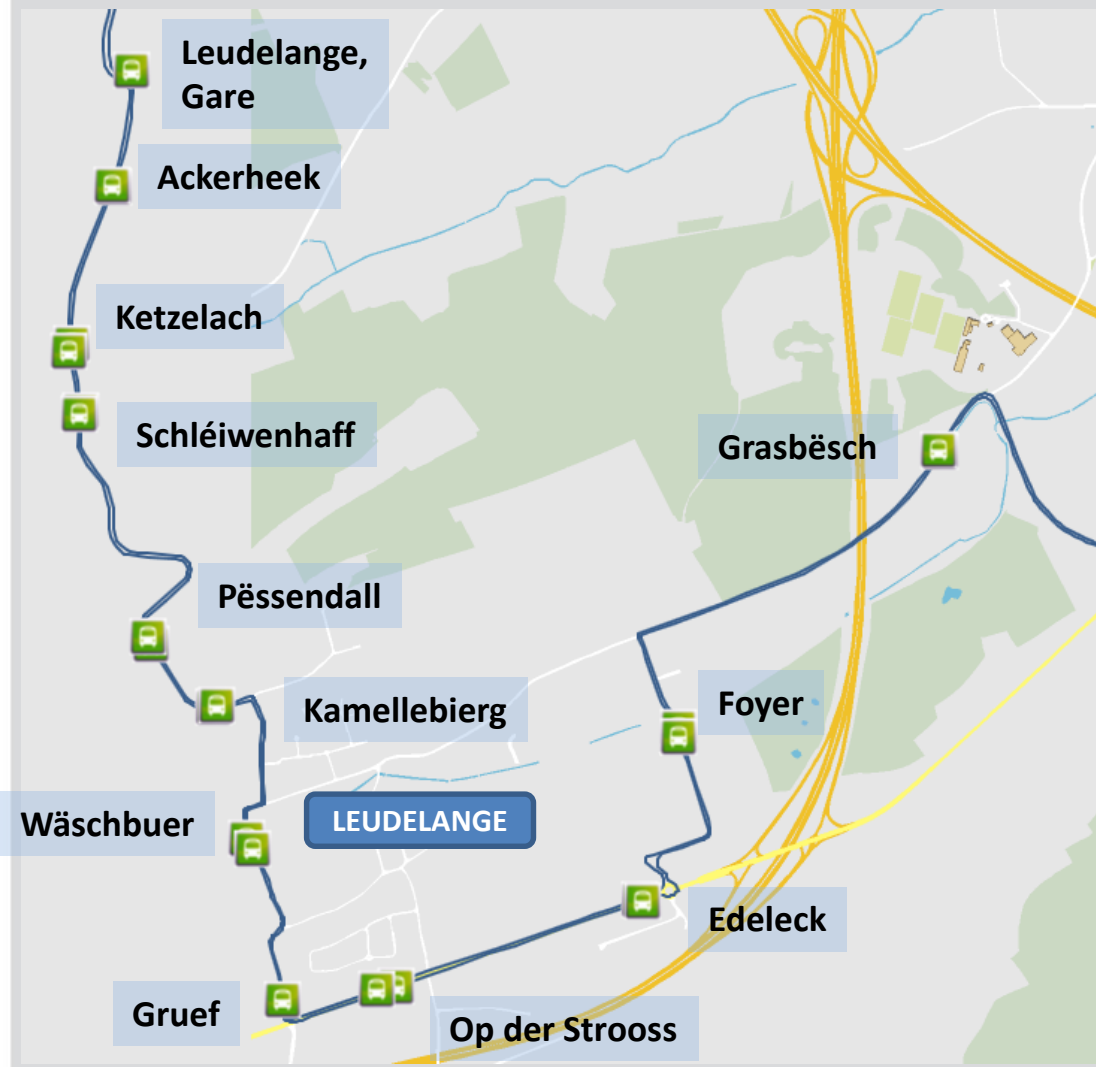 Leudelange,
Gare
Ackerheek
Ketzelach
Schléiwenhaff
Grasbësch
Pëssendall
Kamellebierg
Foyer
Wäschbuer
LEUDELANGE
Edeleck
Gruef
Op der Strooss